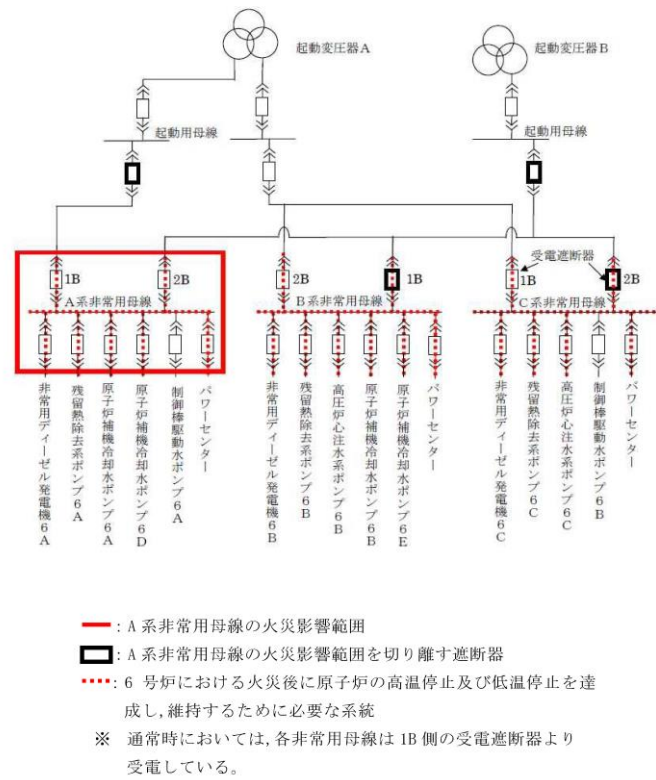 起動変圧器A
起動変圧器B
起動用母線
起動用母線
受電遮断器
1B
2B
2B
1B
1B
2B
A系非常用母線
B系非常用母線
C系非常用母線
非常用ディーゼル発電機6A
残留熱除去系ポンプ6A
原子炉補機冷却水ポンプ6A
原子炉補機冷却水ポンプ6D
制御棒駆動水ポンプ6A
パワーセンター
非常用ディーゼル発電機6B
残留熱除去系ポンプ6B
高圧炉心注水系ポンプ6B
原子炉補機冷却水ポンプ6B
原子炉補機冷却水ポンプ6E
パワーセンター
非常用ディーゼル発電機6C
残留熱除去系ポンプ6C
高圧炉心注水系ポンプ6C
制御棒駆動水ポンプ6B
パワーセンター
:A系非常用母線の火災影響範囲
:A系非常用母線の火災影響範囲を切り離す遮断器
:6 号炉における火災後に原子炉の高温停止及び低温停止を達
成し,維持するために必要な系統
※ 通常時においては,各非常用母線は1B側の受電遮断器より
受電している。